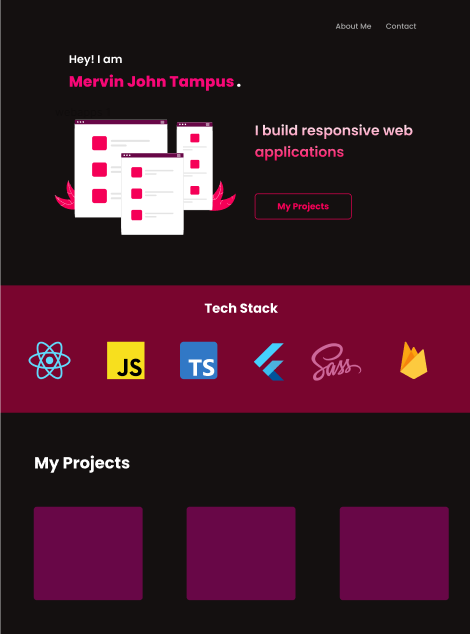 About Me Contact
Hey! I am
Mervin John Tampus.
I build responsive web
applications
My Projects
Tech Stack
JS
TS
Sass
My Projects